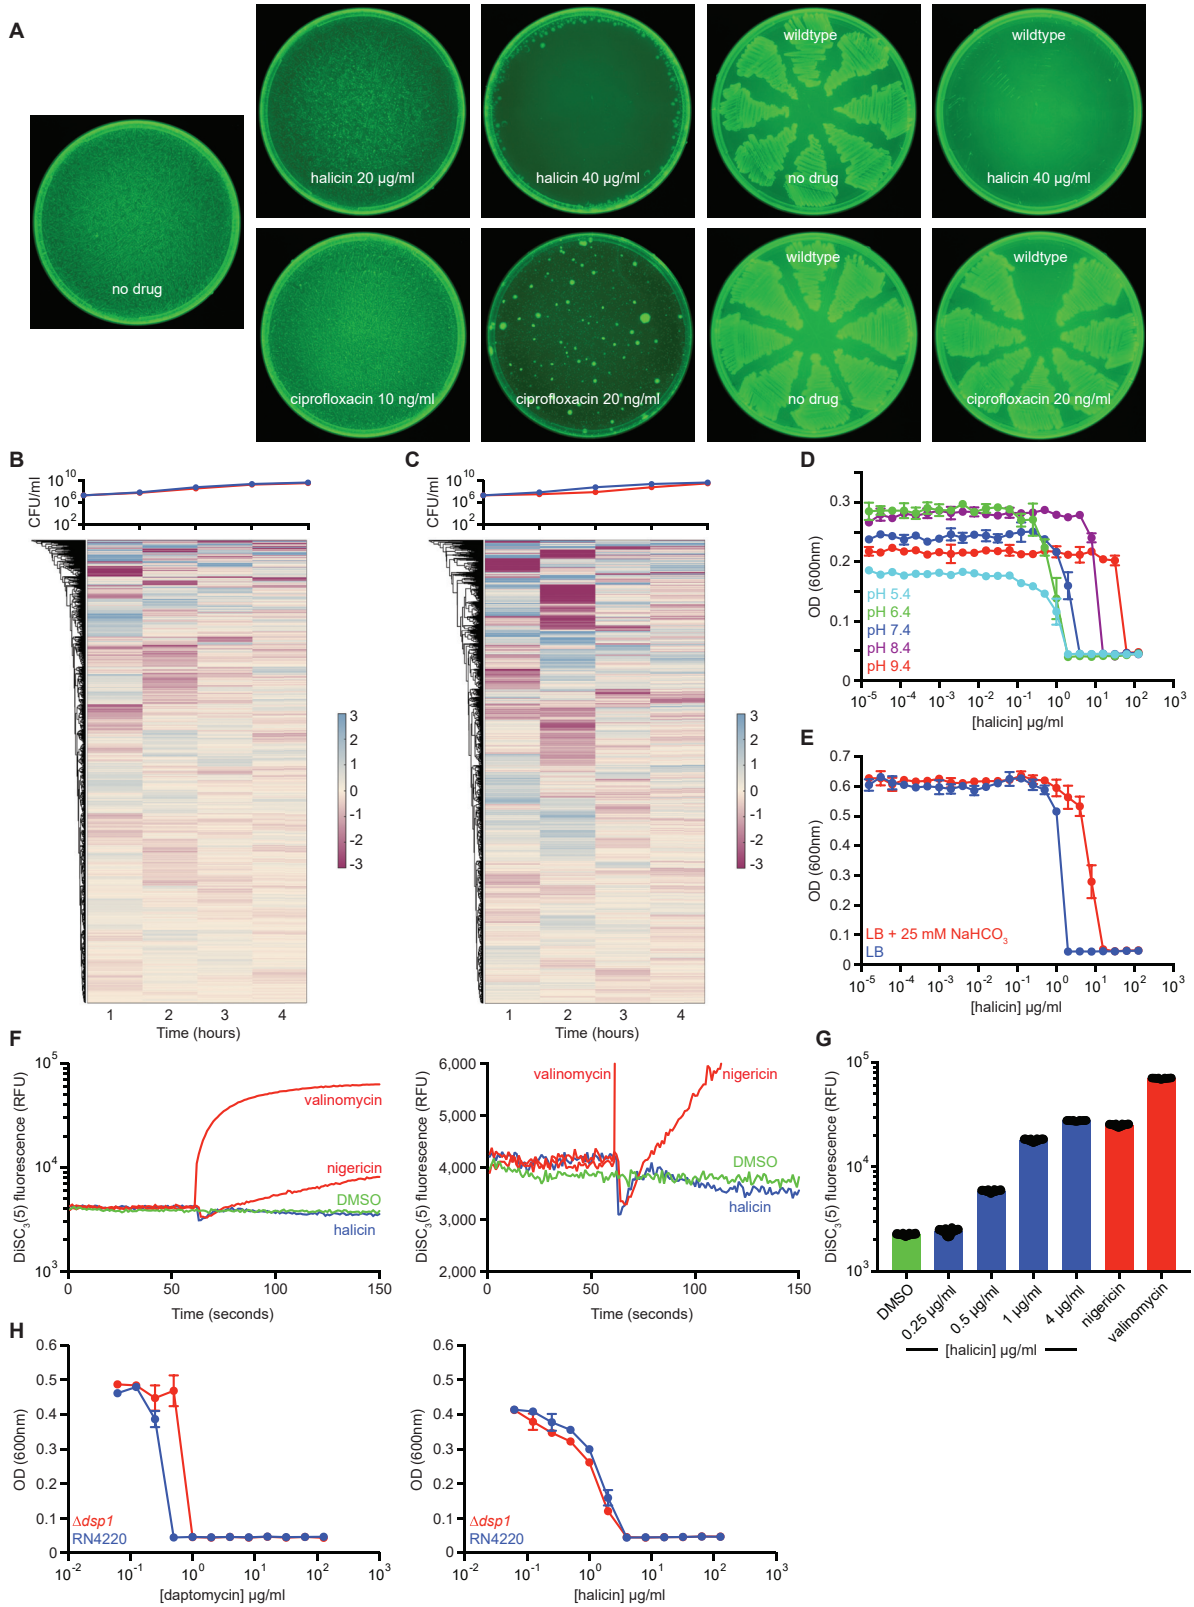 A
no drug
halicin 20 µg/ml
halicin 40 µg/ml
wildtype
no drug
wildtype
halicin 40 µg/ml
ciprofloxacin 10 ng/ml
ciprofloxacin 20 ng/ml
wildtype
no drug
wildtype
ciprofloxacin 20 ng/ml
B
CFU/ml
10^10
10^6
10^2
3
2
1
0
-1
-2
-3
1 2 3 4
Time (hours)
C
CFU/ml
10^10
10^6
10^2
3
2
1
0
-1
-2
-3
1 2 3 4
Time (hours)
D
OD (600nm)
0.3
0.2
0.1
0
pH 5.4
pH 6.4
pH 7.4
pH 8.4
pH 9.4
10^-5 10^-4 10^-3 10^-2 10^-1 10^0 10^1 10^2 10^3
[halicin] µg/ml
E
OD (600nm)
0.7
0.6
0.5
0.4
0.3
0.2
0.1
0
LB + 25 mM NaHCO3
LB
10^-5 10^-4 10^-3 10^-2 10^-1 10^0 10^1 10^2 10^3
[halicin] µg/ml
F
DiSC3(5) fluorescence (RFU)
10^5
10^4
10^3
valinomycin
nigericin
DMSO
halicin
0 50 100 150
Time (seconds)
DiSC3(5) fluorescence (RFU)
6,000
5,000
4,000
3,000
2,000
valinomycin
nigericin
DMSO
halicin
0 50 100 150
Time (seconds)
G
DiSC3(5) fluorescence (RFU)
10^5
10^4
10^3
DMSO
0.25 µg/ml
0.5 µg/ml
1 µg/ml
4 µg/ml
nigericin
valinomycin
[halicin] µg/ml
H
OD (600nm)
0.6
0.5
0.4
0.3
0.2
0.1
0
Δdsp1
RN4220
10^-2 10^-1 10^0 10^1 10^2 10^3
[daptomycin] µg/ml
OD (600nm)
0.6
0.5
0.4
0.3
0.2
0.1
0
Δdsp1
RN4220
10^-2 10^-1 10^0 10^1 10^2 10^3
[halicin] µg/ml